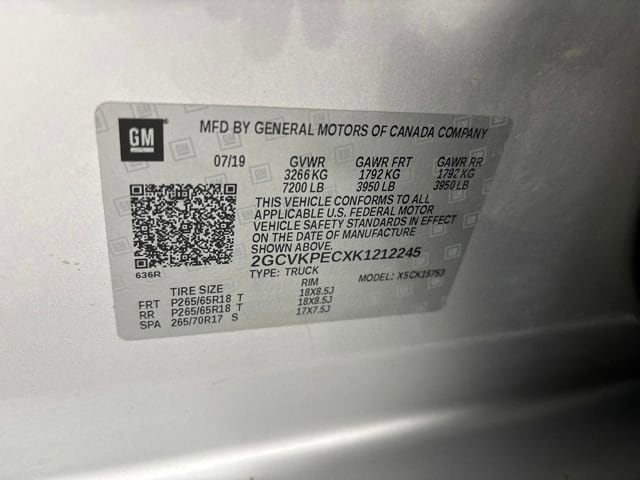 GM
MFD BY GENERAL MOTORS OF CANADA COMPANY
07/19 GVWR GAWR FRT GAWR RR
3266 KG 1792 KG 1792 KG
7200 LB 3950 LB 3950 LB
THIS VEHICLE CONFORMS TO ALL
APPLICABLE U.S. FEDERAL MOTOR
VEHICLE SAFETY STANDARDS IN EFFECT
ON THE DATE OF MANUFACTURE
SHOWN ABOVE.
2GCVKPECXK1212245
636R TYPE: TRUCK MODEL: X5CK15753
TIRE SIZE RIM
FRT P265/65R18 T 18X8.5J
RR P265/65R18 T 18X8.5J
SPA 265/70R17 S 17X7.5J